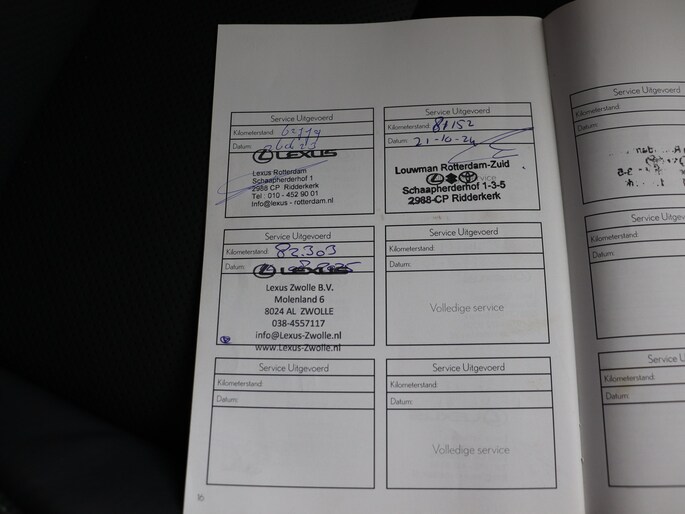 Service Uitgevoerd
Kilometerstand:
Datum:
LEXUS
Lexus Rotterdam
Schaapherderhof 1
2988 CP Ridderkerk
Tel : 010 - 452 90 01
Info@lexus - rotterdam.nl
Service Uitgevoerd
Kilometerstand: 81152
Datum: 21-10-24
Louwman Rotterdam-Zuid
Schaapherderhof 1-3-5
2988-CP Ridderkerk
Service Uitgevoerd
Kilometerstand: 82.303
Datum:
LEXUS
Lexus Zwolle B.V.
Molenland 6
8024 AL ZWOLLE
038-4557117
info@Lexus-Zwolle.nl
www.Lexus-Zwolle.nl
Service Uitgevoerd
Kilometerstand:
Datum:
Volledige service
Service Uitgevoerd
Kilometerstand:
Datum:
Service Uitgevoerd
Kilometerstand:
Datum:
Volledige service
16
Service Uitgevoerd
Kilometerstand:
Datum:
Service Uitgevoer
Kilometerstand:
Datum:
Service U
Kilometerstand:
Datum: